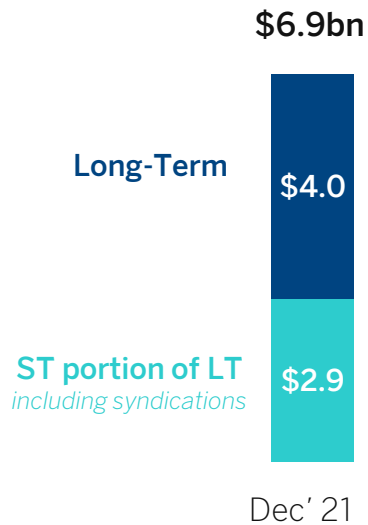 $6.9bn
Long-Term
$4.0
ST portion of LT
including syndications
$2.9
Dec' 21